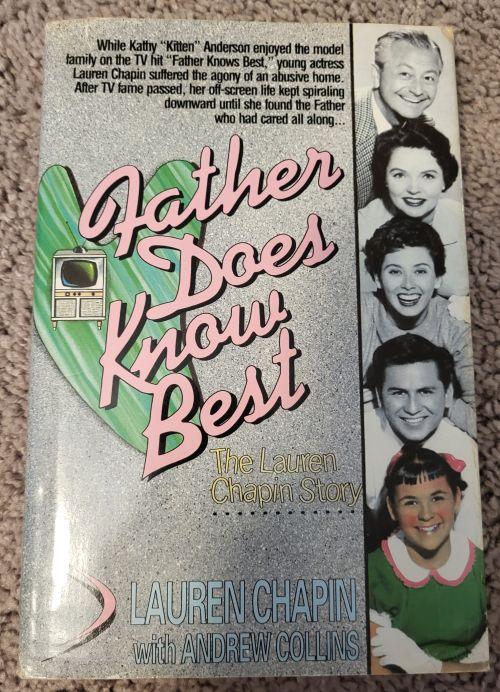 While Kathy "Kitten" Anderson enjoyed the model
family on the TV hit "Father Knows Best," young actress
Lauren Chapin suffered the agony of an abusive home.
After TV fame passed, her off-screen life kept spiraling
downward until she found the Father
who had cared all along...
Father
Does
Know
Best
The Lauren
Chapin Story
LAUREN CHAPIN
with ANDREW COLLINS